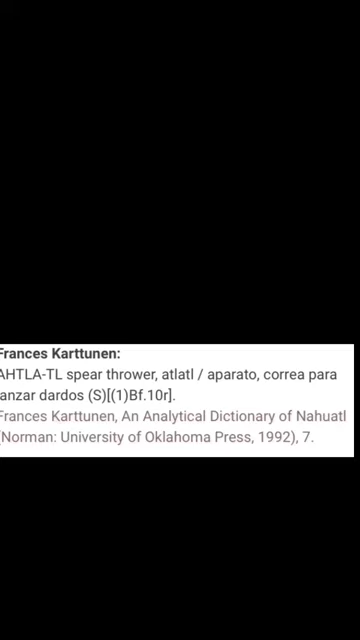 Frances Karttunen:
AHTLA-TL spear thrower, atlatl / aparato, correa para
lanzar dardos (S)[(1)Bf.10r].
Frances Karttunen, An Analytical Dictionary of Nahuatl
(Norman: University of Oklahoma Press, 1992), 7.